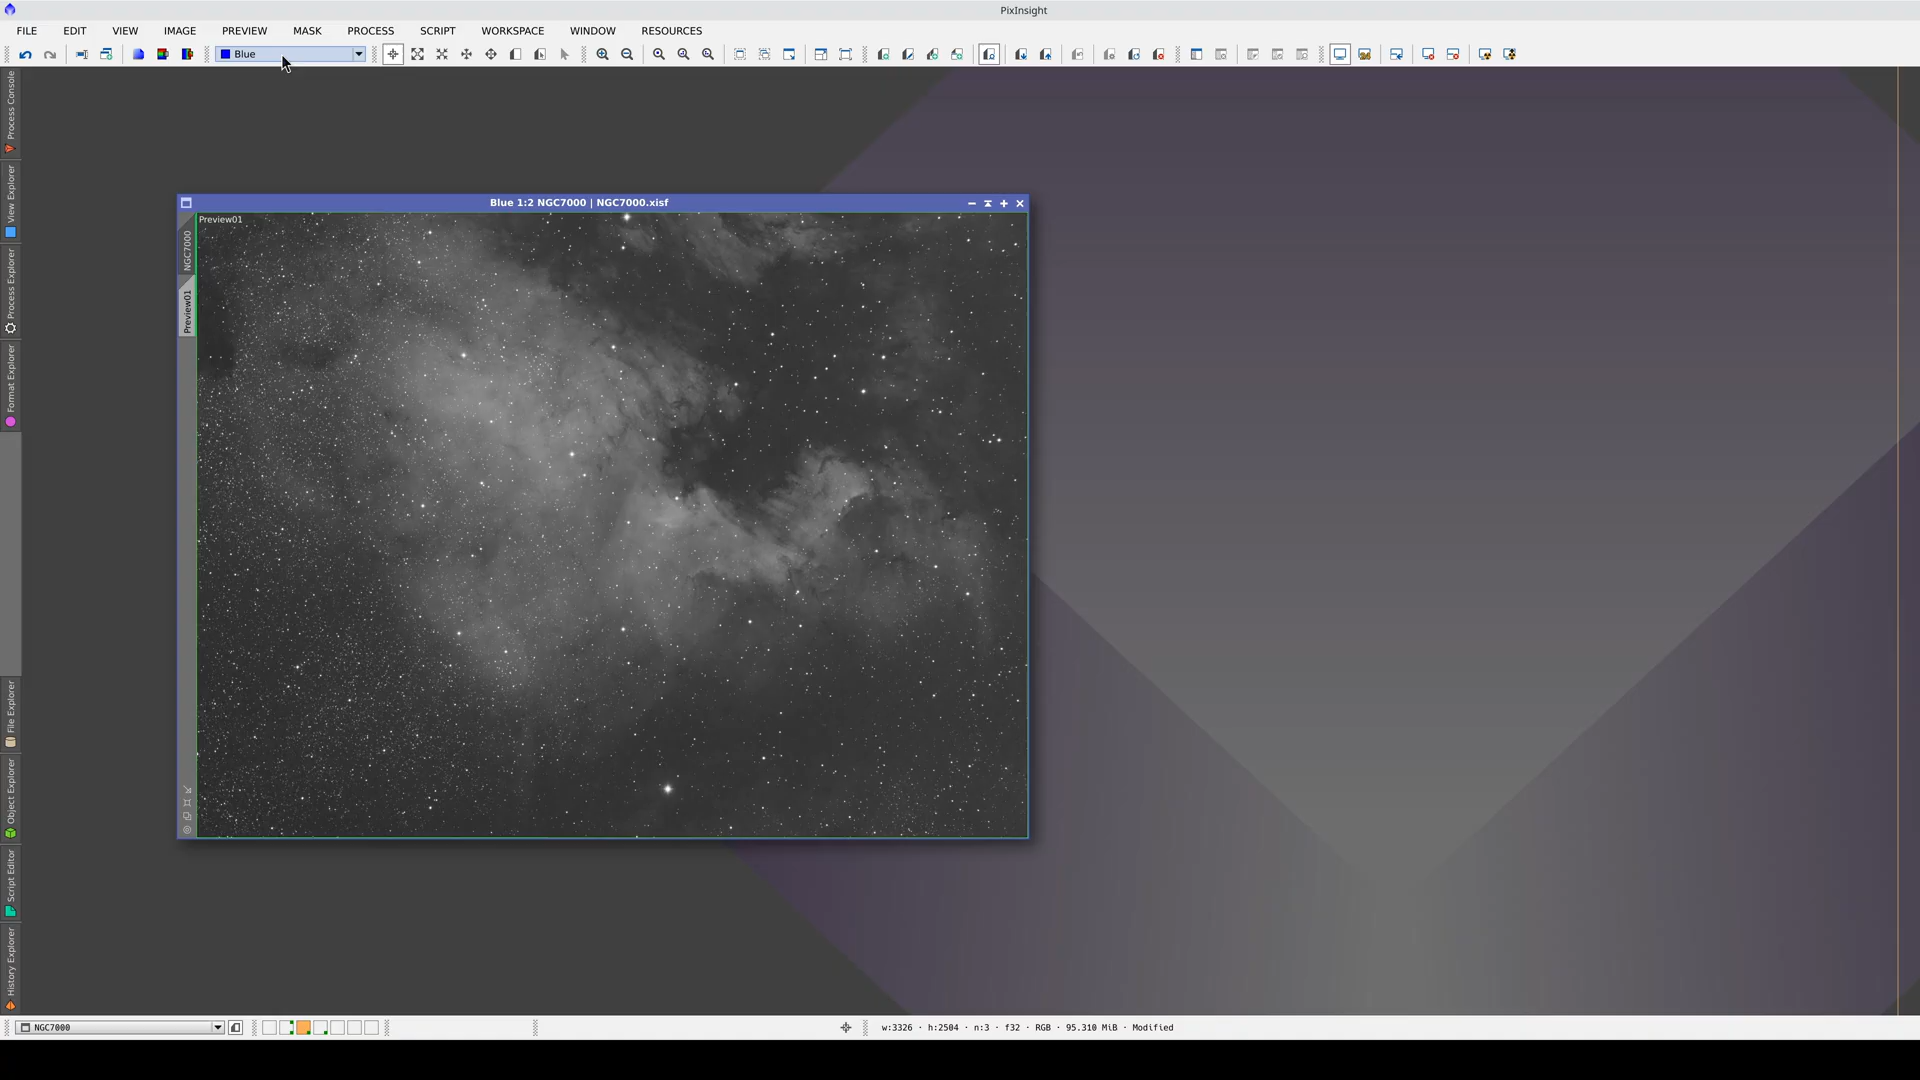 PixInsight
FILE EDIT VIEW IMAGE PREVIEW MASK PROCESS SCRIPT WORKSPACE WINDOW RESOURCES
Blue
Process Console
View Explorer
Process Explorer
Format Explorer
File Explorer
Object Explorer
Script Editor
History Explorer
Blue 1:2 NGC7000 | NGC7000.xisf
Preview01
NGC7000
Preview01
NGC7000
w:3326 · h:2504 · n:3 · f32 · RGB · 95.310 MiB · Modified